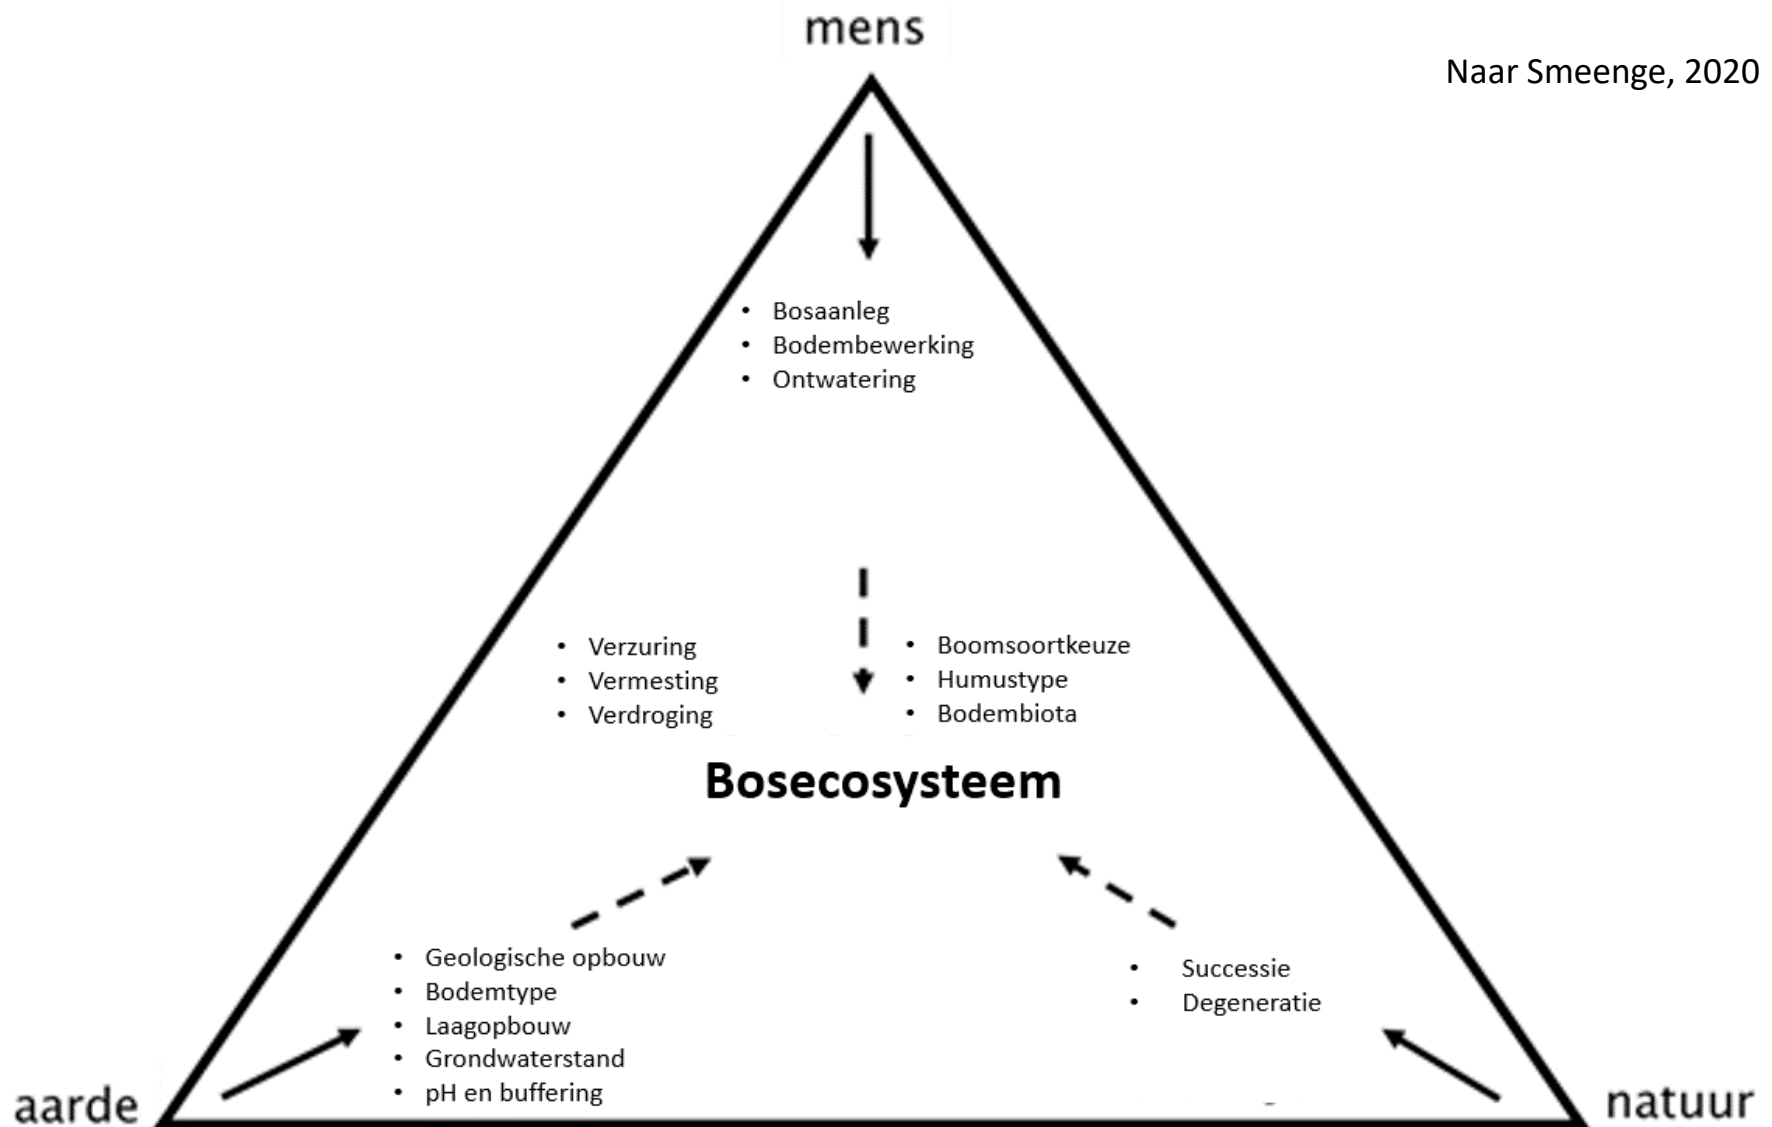 mens
Naar Smeenge, 2020
• Bosaanleg
• Bodembewerking
• Ontwatering
• Verzuring
• Vermesting
• Verdroging
• Boomsoortkeuze
• Humustype
• Bodembiota
Bosecosysteem
• Geologische opbouw
• Bodemtype
• Laagopbouw
• Grondwaterstand
• pH en buffering
• Successie
• Degeneratie
aarde
natuur